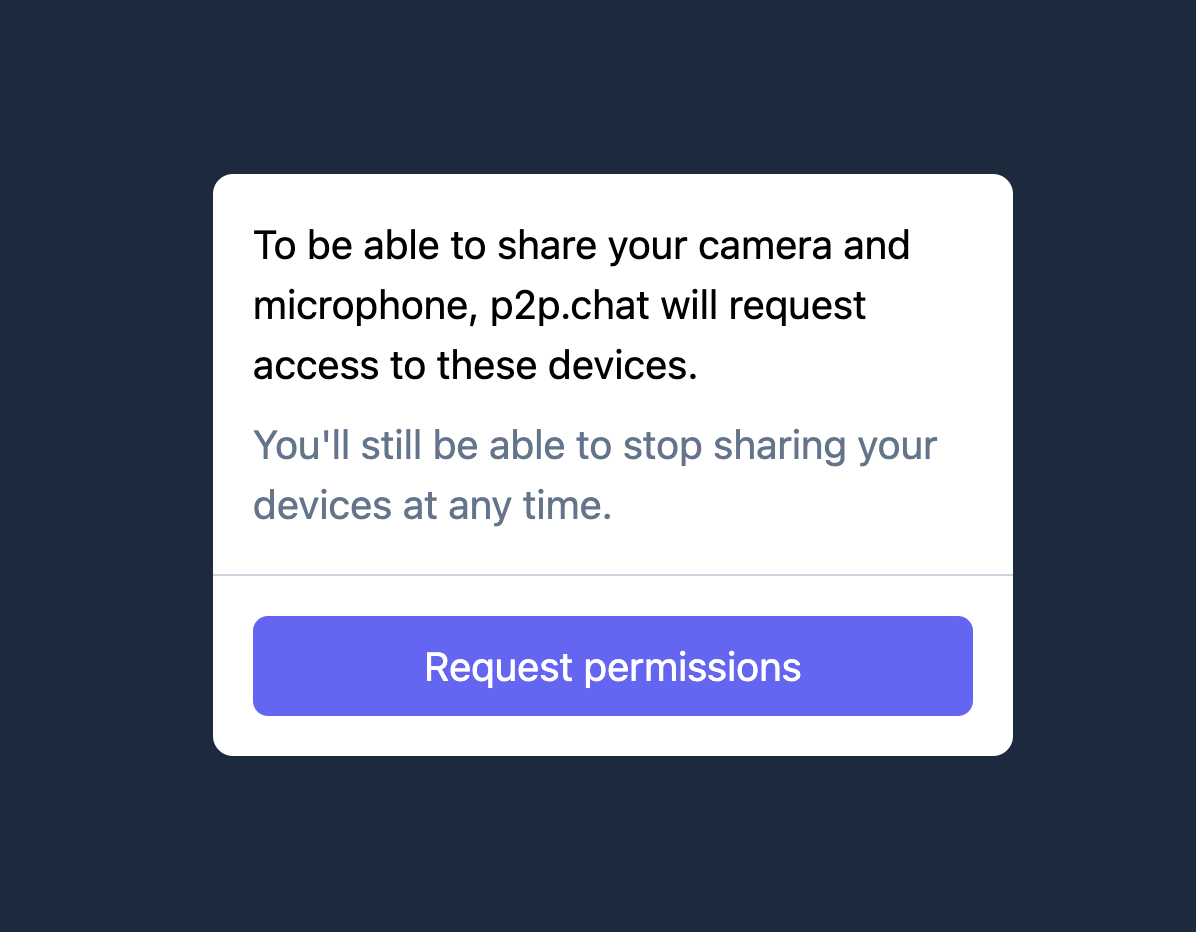 To be able to share your camera and
microphone, p2p.chat will request
access to these devices.
You'll still be able to stop sharing your
devices at any time.
Request permissions